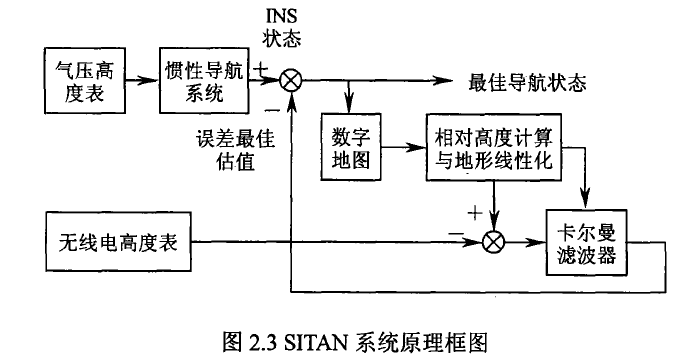 INS
状态
气压高
度表
惯性导航
系统
+
−
最佳导航状态
误差最佳
估值
数字
地图
相对高度计算
与地形线性化
+
−
无线电高度表
卡尔曼
滤波器
图 2.3 SITAN 系统原理框图